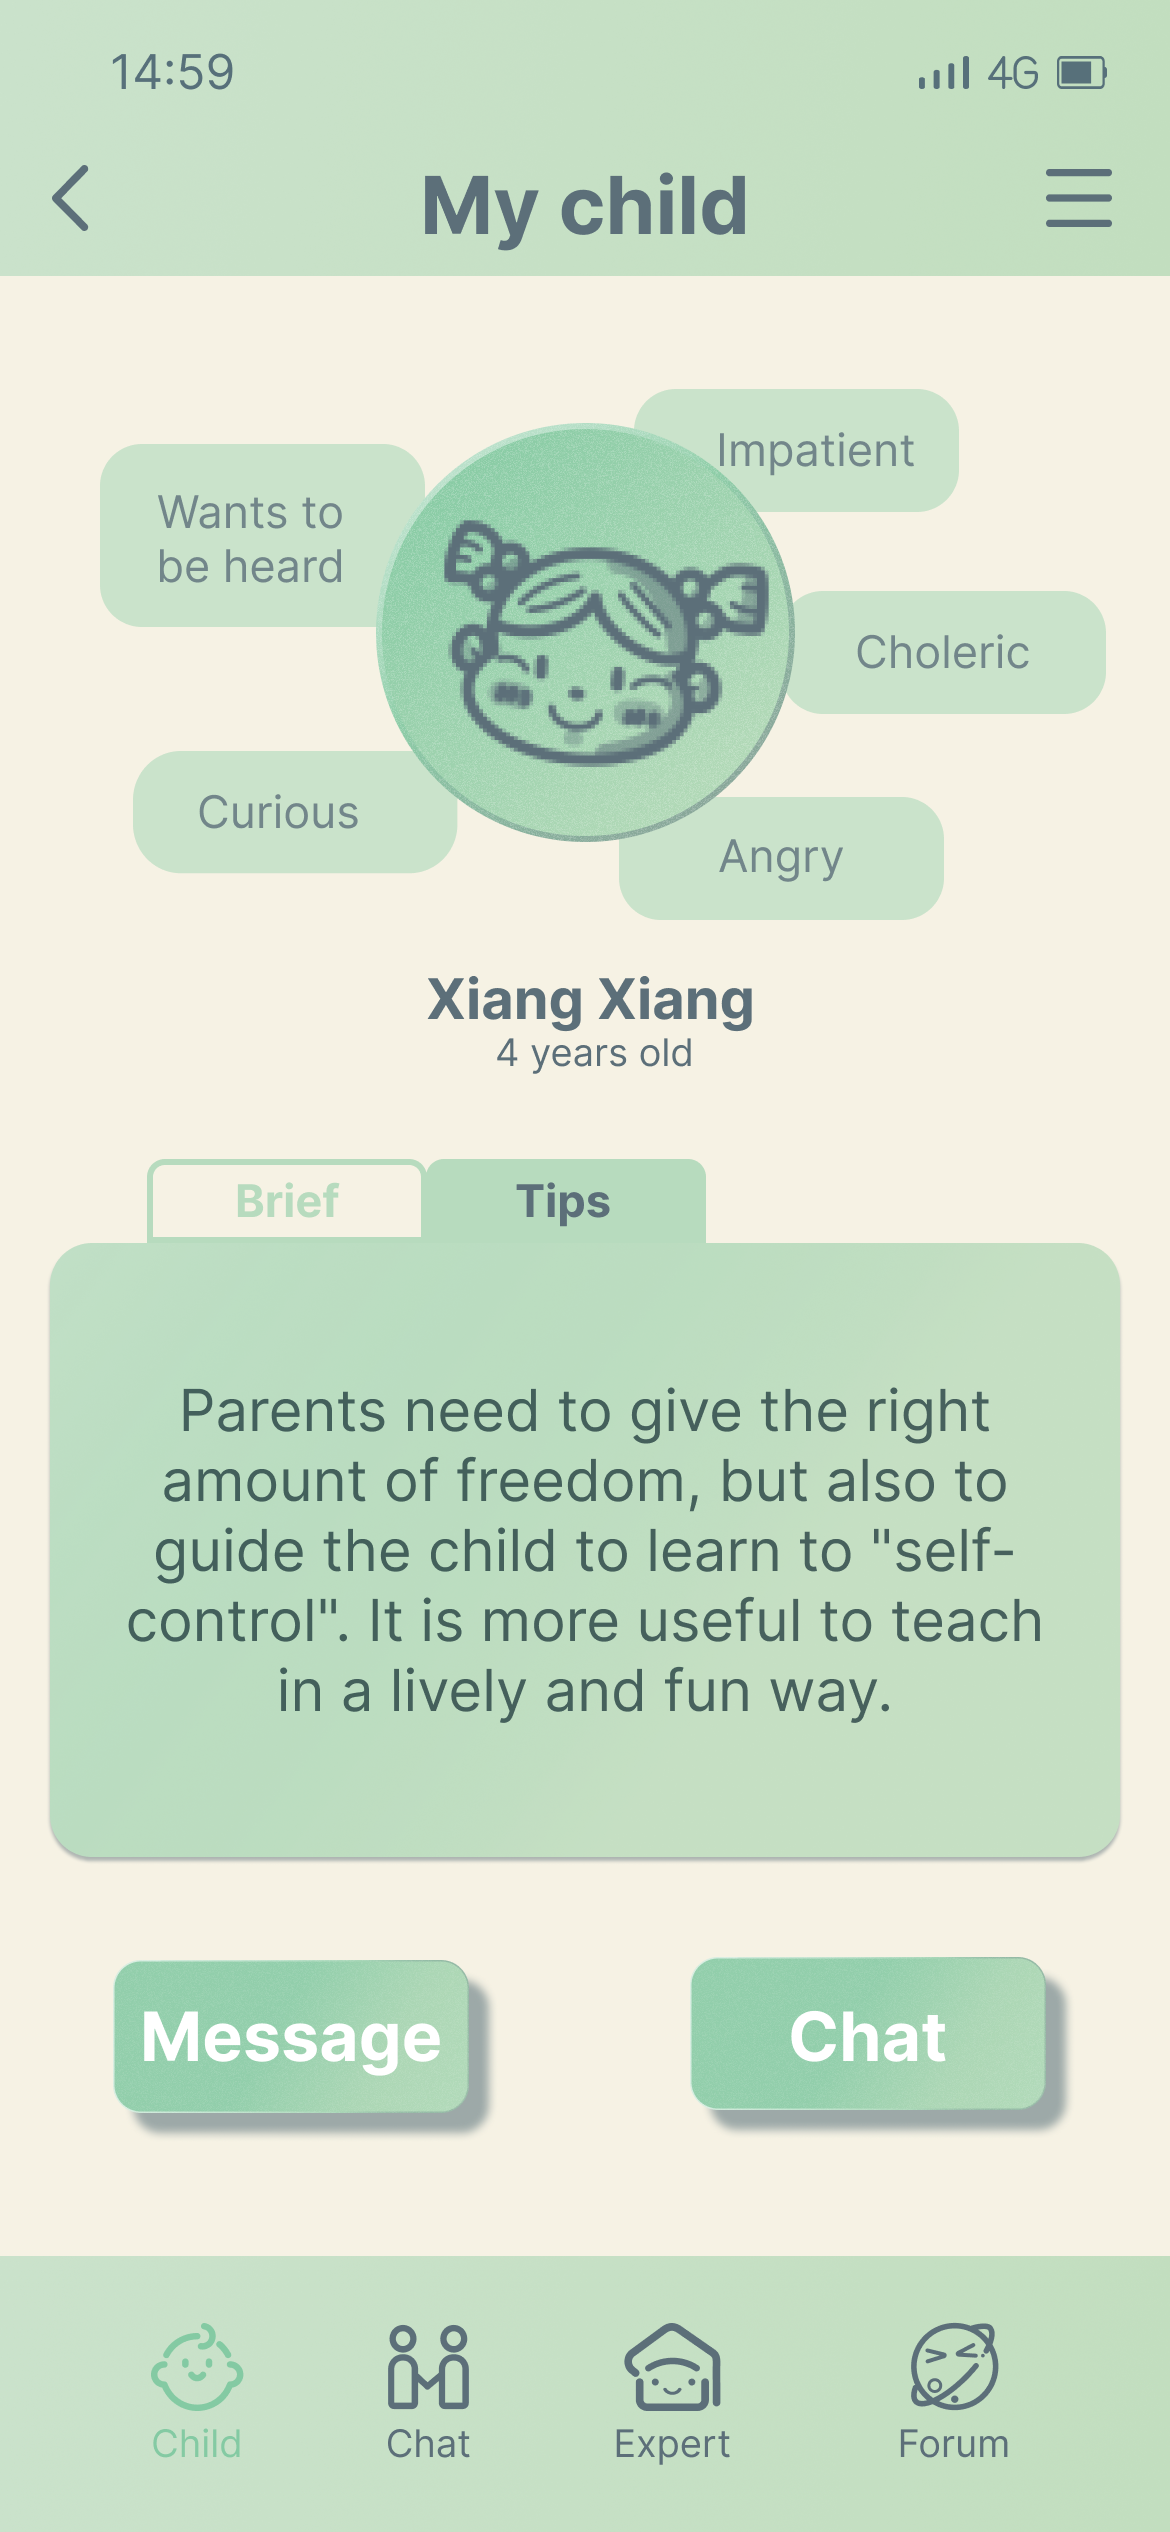 14:59
4G
My child
Impatient
Wants to
be heard
Choleric
Curious
Angry
Xiang Xiang
4 years old
Brief
Tips
Parents need to give the right
amount of freedom, but also to
guide the child to learn to "self-
control". It is more useful to teach
in a lively and fun way.
Message
Chat
Child
Chat
Expert
Forum